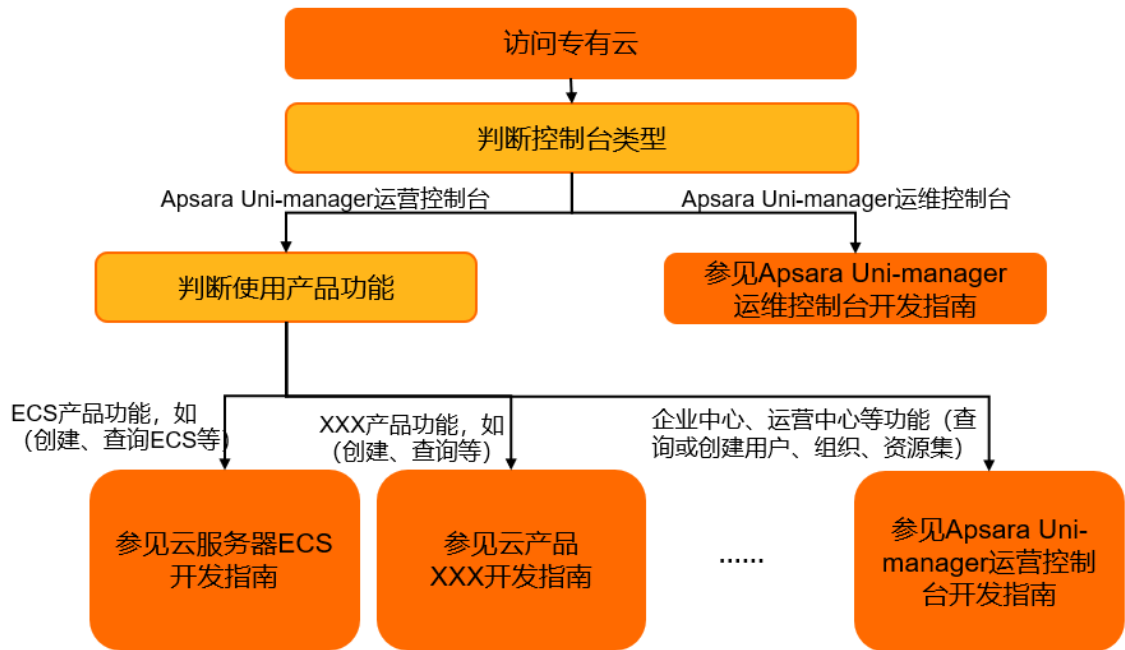 访问专有云
判断控制台类型
Apsara Uni-manager运营控制台
Apsara Uni-manager运维控制台
判断使用产品功能
参见Apsara Uni-manager
运维控制台开发指南
ECS产品功能，如
（创建、查询ECS等）
XXX产品功能，如
（创建、查询等）
企业中心、运营中心等功能（查
询或创建用户、组织、资源集）
参见云服务器ECS
开发指南
参见云产品
XXX开发指南
......
参见Apsara Uni-
manager运营控制
台开发指南